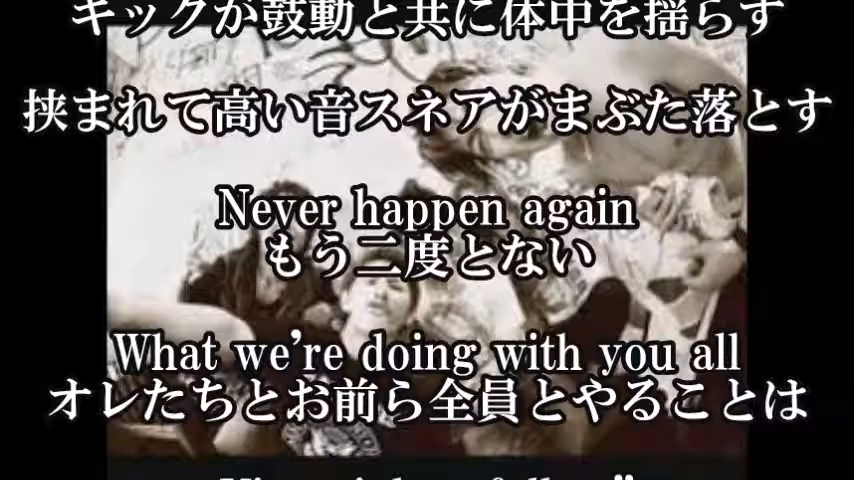 キックが鼓動と共に体中を揺らす
挟まれて高い音スネアがまぶた落とす
Never happen again
もう二度とない
What we're doing with you all
オレたちとお前ら全員とやることは